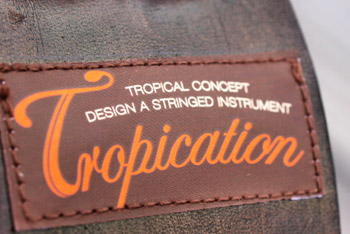 TROPICAL CONCEPT
DESIGN A STRINGED INSTRUMENT
Tropication